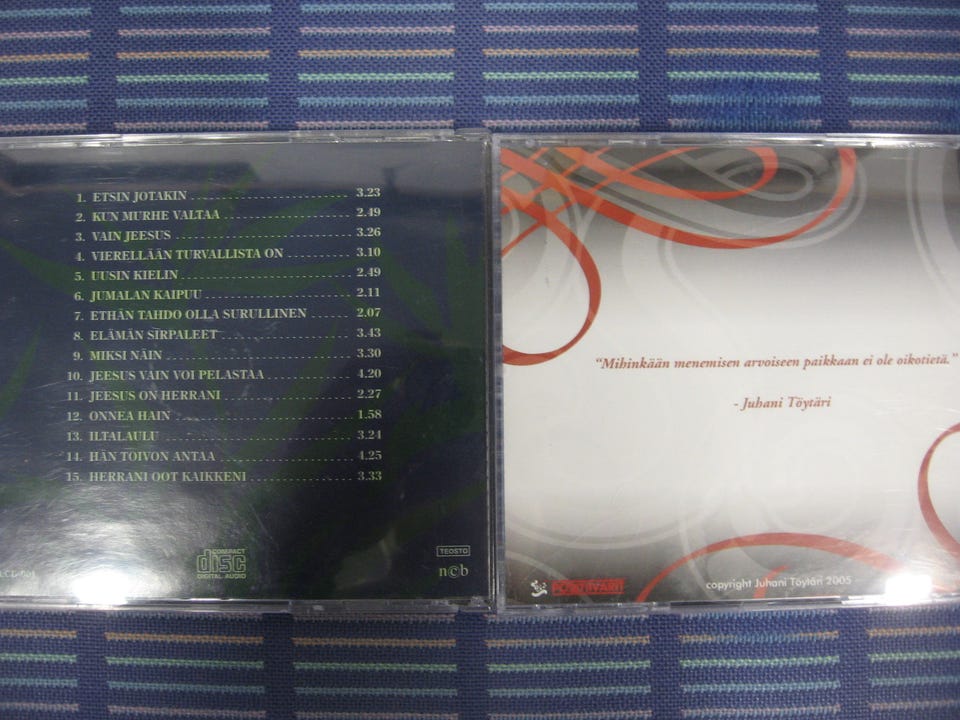 1. ETSIN JOTAKIN 3.23
2. KUN MURHE VALTAA 2.49
3. VAIN JEESUS 3.26
4. VIERELLÄÄN TURVALLISTA ON 3.10
5. UUSIN KIELIN 2.49
6. JUMALAN KAIPUU 2.11
7. ETHÄN TAHDO OLLA SURULLINEN 2.07
8. ELÄMÄN SIRPALEET 3.43
9. MIKSI NÄIN 3.30
10. JEESUS VAIN VOI PELASTAA 4.20
11. JEESUS ON HERRANI 2.27
12. ONNEA HAIN 1.58
13. ILTALAULU 3.24
14. HÄN TOIVON ANTAA 4.25
15. HERRANI OOT KAIKKENI 3.33
COMPACT
disc
DIGITAL AUDIO
TEOSTO
n©b
“Mihinkään menemisen arvoiseen paikkaan ei ole oikotietä.”
- Juhani Töytäri
copyright Juhani Töytäri 2005